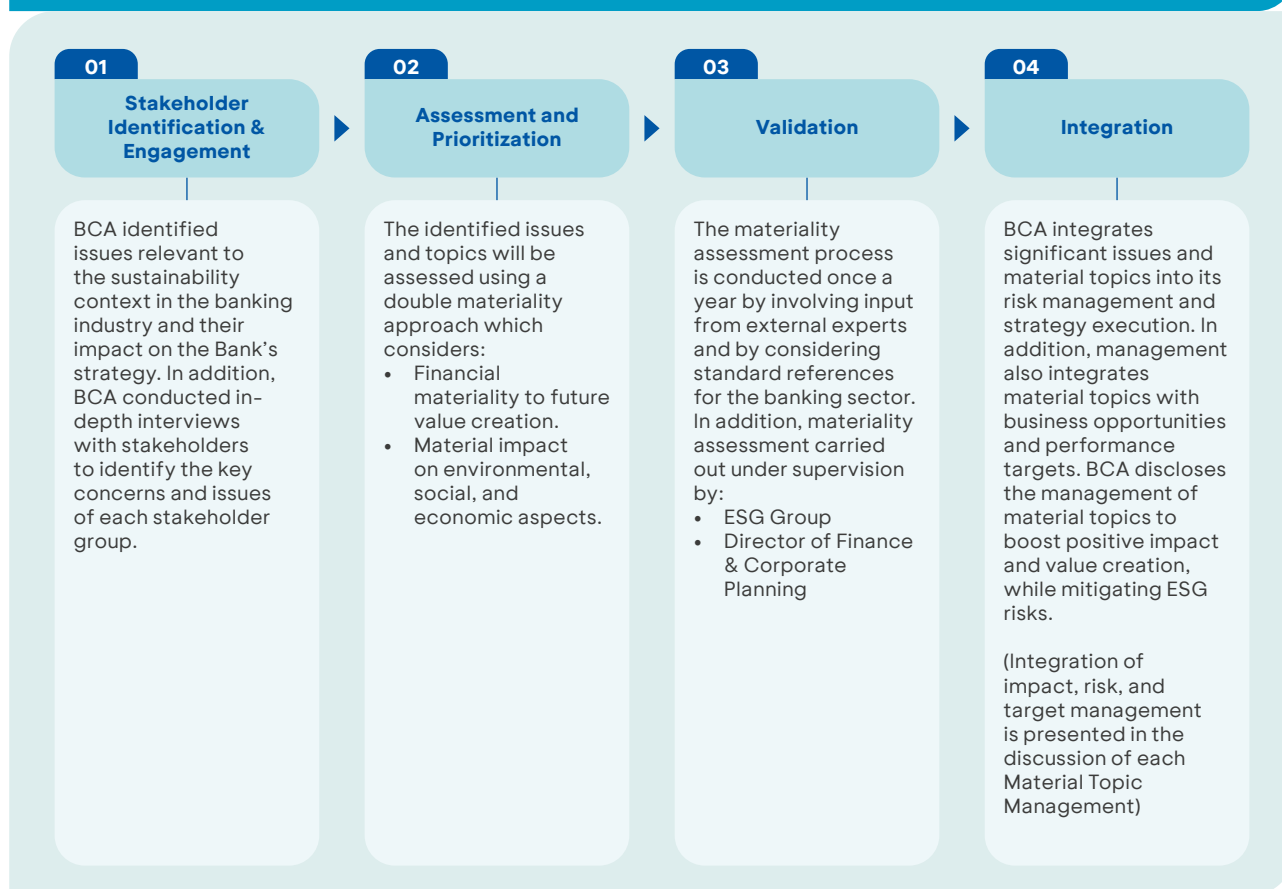 01
Stakeholder
Identification &
Engagement
BCA identified
issues relevant to
the sustainability
context in the banking
industry and their
impact on the Bank's
strategy. In addition,
BCA conducted in-
depth interviews
with stakeholders
to identify the key
concerns and issues
of each stakeholder
group.
02
Assessment and
Prioritization
The identified issues
and topics will be
assessed using a
double materiality
approach which
considers:
• Financial
materiality to future
value creation.
• Material impact
on environmental,
social, and
economic aspects.
03
Validation
The materiality
assessment process
is conducted once a
year by involving input
from external experts
and by considering
standard references
for the banking sector.
In addition, materiality
assessment carried
out under supervision
by:
• ESG Group
• Director of Finance
& Corporate
Planning
04
Integration
BCA integrates
significant issues and
material topics into its
risk management and
strategy execution. In
addition, management
also integrates
material topics with
business opportunities
and performance
targets. BCA discloses
the management of
material topics to
boost positive impact
and value creation,
while mitigating ESG
risks.
(Integration of
impact, risk, and
target management
is presented in the
discussion of each
Material Topic
Management)